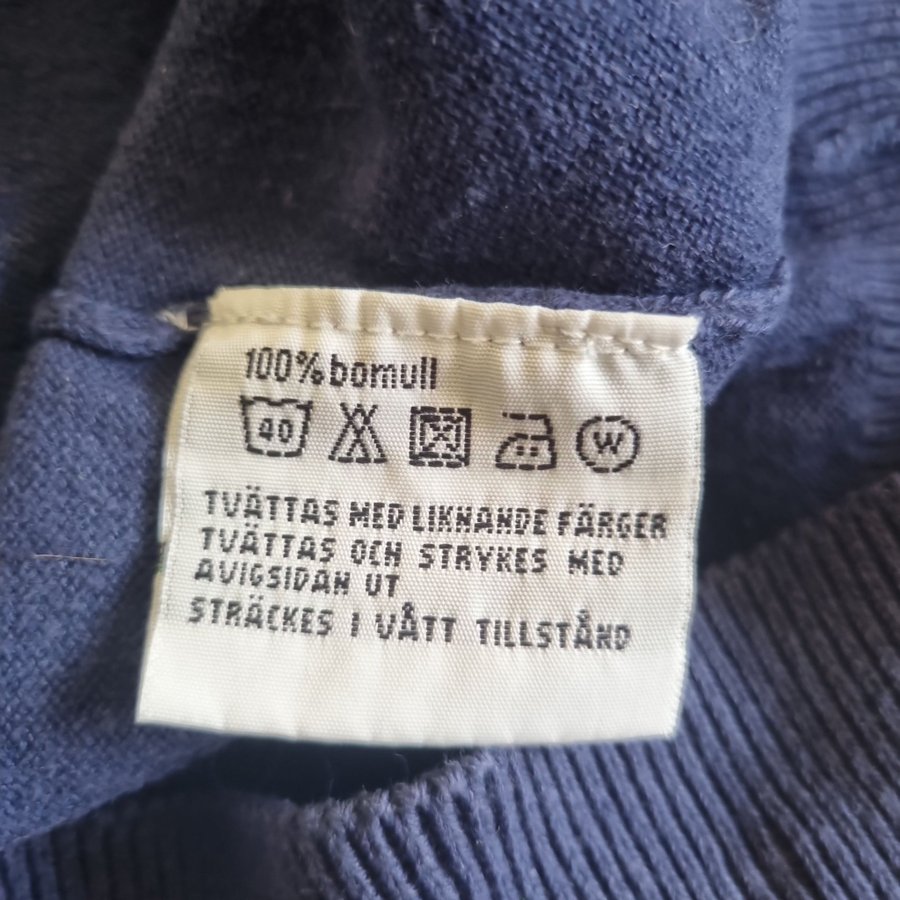 100% bomull
40 W
TVÄTTAS MED LIKNANDE FÄRGER
TVÄTTAS OCH STRYKES MED
AVIGSIDAN UT
STRÄCKES I VÅTT TILLSTÅND